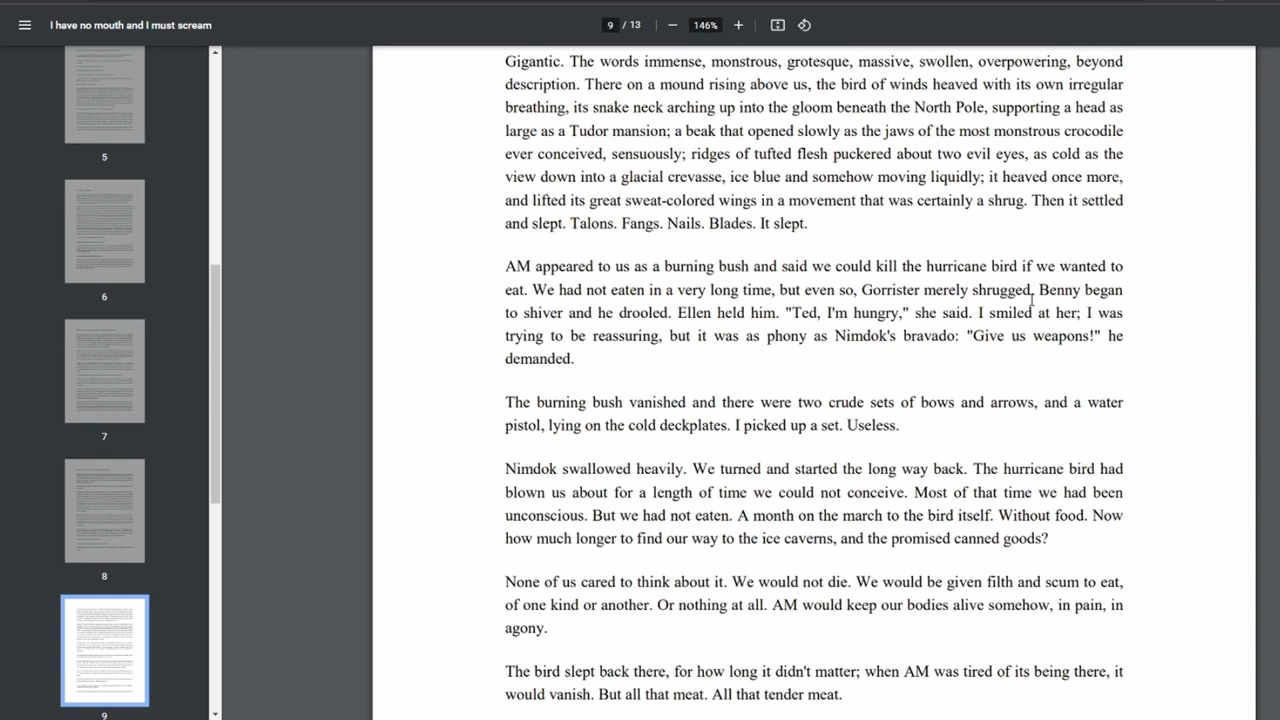 I have no mouth and I must scream
9 / 13
146%
5
6
7
8
9
Gigantic. The words immense, monstrous, grotesque, massive, swollen, overpowering, beyond
description. There on a mound rising above us, the bird of winds heaved with its own irregular
breathing, its snake neck arching up into the gloom beneath the North Pole, supporting a head as
large as a Tudor mansion; a beak that opened slowly as the jaws of the most monstrous crocodile
ever conceived, sensuously; ridges of tufted flesh puckered about two evil eyes, as cold as the
view down into a glacial crevasse, ice blue and somehow moving liquidly; it heaved once more,
and lifted its great sweat-colored wings in a movement that was certainly a shrug. Then it settled
and slept. Talons. Fangs. Nails. Blades. It slept.
AM appeared to us as a burning bush and said we could kill the hurricane bird if we wanted to
eat. We had not eaten in a very long time, but even so, Gorrister merely shrugged. Benny began
to shiver and he drooled. Ellen held him. "Ted, I'm hungry," she said. I smiled at her; I was
trying to be reassuring, but it was as phony as Nimdok's bravado: "Give us weapons!" he
demanded.
The burning bush vanished and there were two crude sets of bows and arrows, and a water
pistol, lying on the cold deckplates. I picked up a set. Useless.
Nimdok swallowed heavily. We turned and started the long way back. The hurricane bird had
blown us about for a length of time we could not conceive. Most of that time we had been
unconscious. But we had not eaten. A month on the march to the bird itself. Without food. Now
how much longer to find our way to the ice caverns, and the promised canned goods?
None of us cared to think about it. We would not die. We would be given filth and scum to eat,
of one kind or another. Or nothing at all. AM would keep our bodies alive somehow, in pain, in
agony.
The bird slept back there, for how long it didn't matter; when AM was tired of its being there, it
would vanish. But all that meat. All that tender meat.